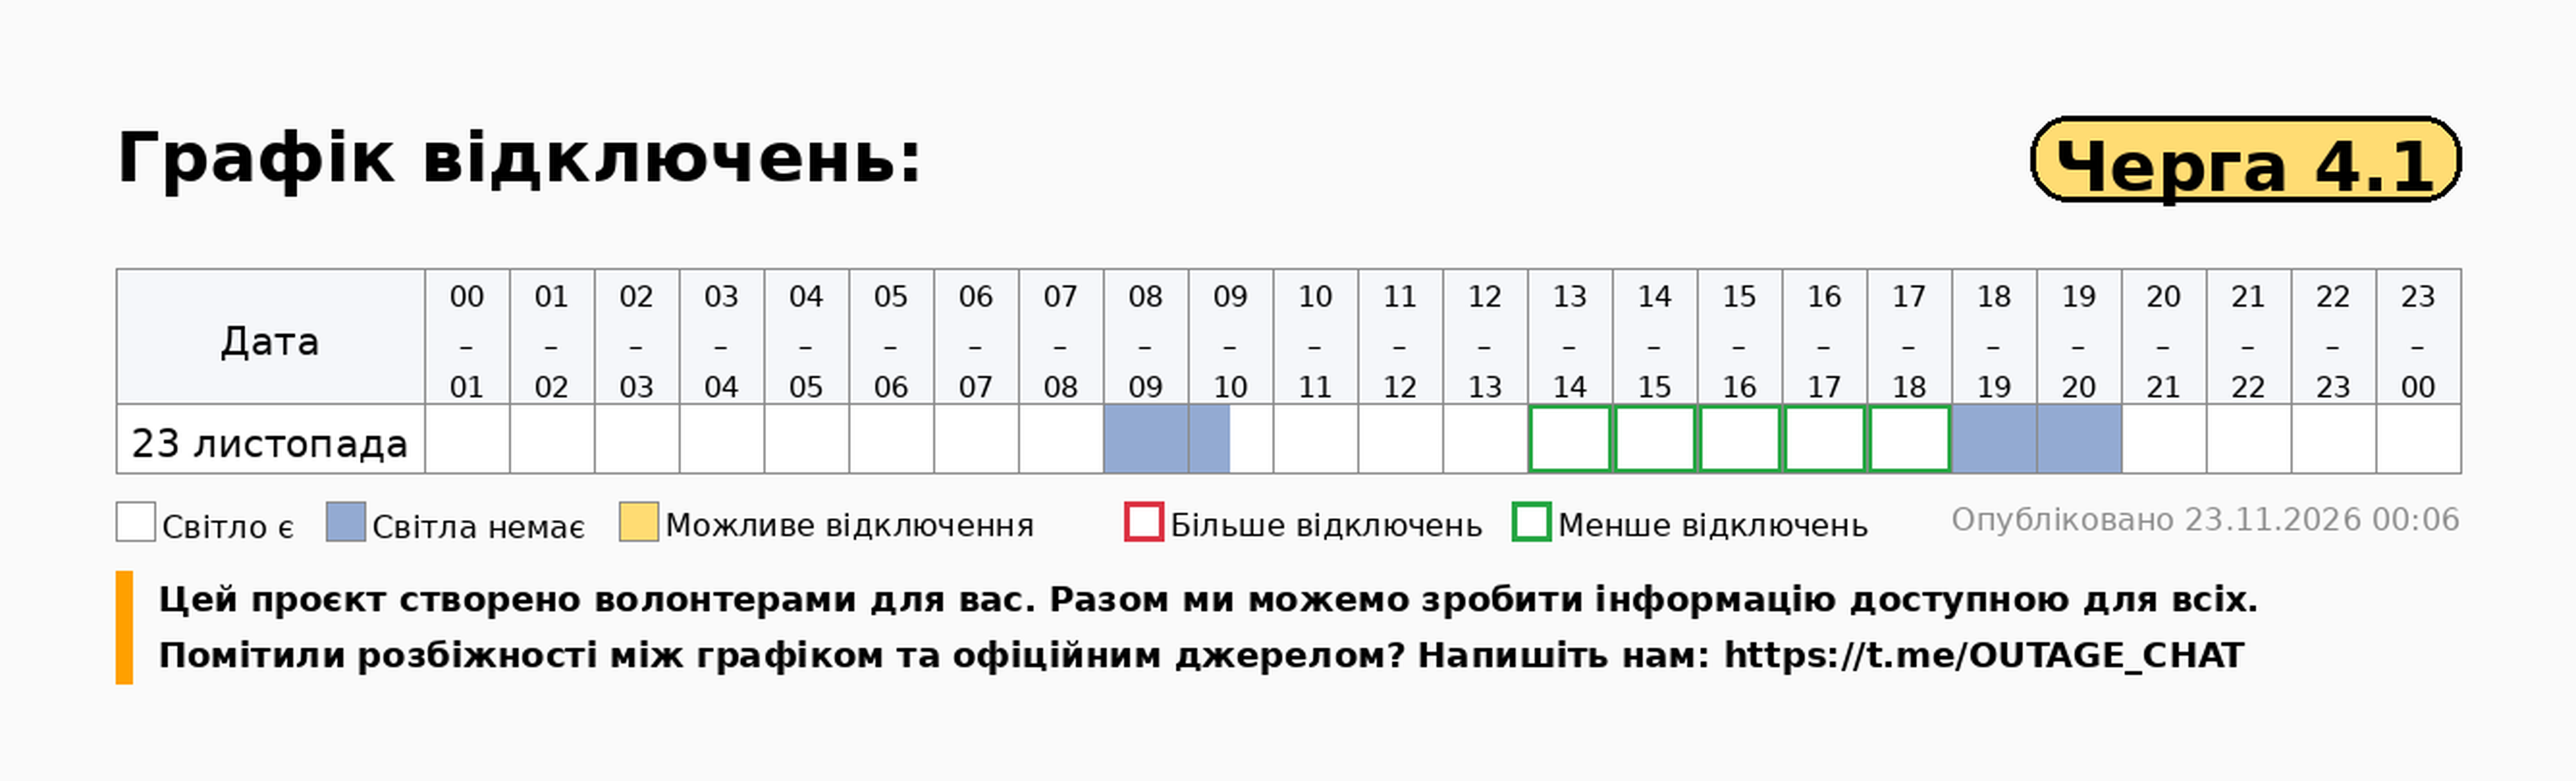 Графік відключень:
Черга 4.1
Дата 00 – 01 01 – 02 02 – 03 03 – 04 04 – 05 05 – 06 06 – 07 07 – 08 08 – 09 09 – 10 10 – 11 11 – 12 12 – 13 13 – 14 14 – 15 15 – 16 16 – 17 17 – 18 18 – 19 19 – 20 20 – 21 21 – 22 22 – 23 23 – 00
23 листопада
Світло є Світла немає Можливе відключення Більше відключень Менше відключень Опубліковано 23.11.2026 00:06
Цей проєкт створено волонтерами для вас. Разом ми можемо зробити інформацію доступною для всіх.
Помітили розбіжності між графіком та офіційним джерелом? Напишіть нам: https://t.me/OUTAGE_CHAT